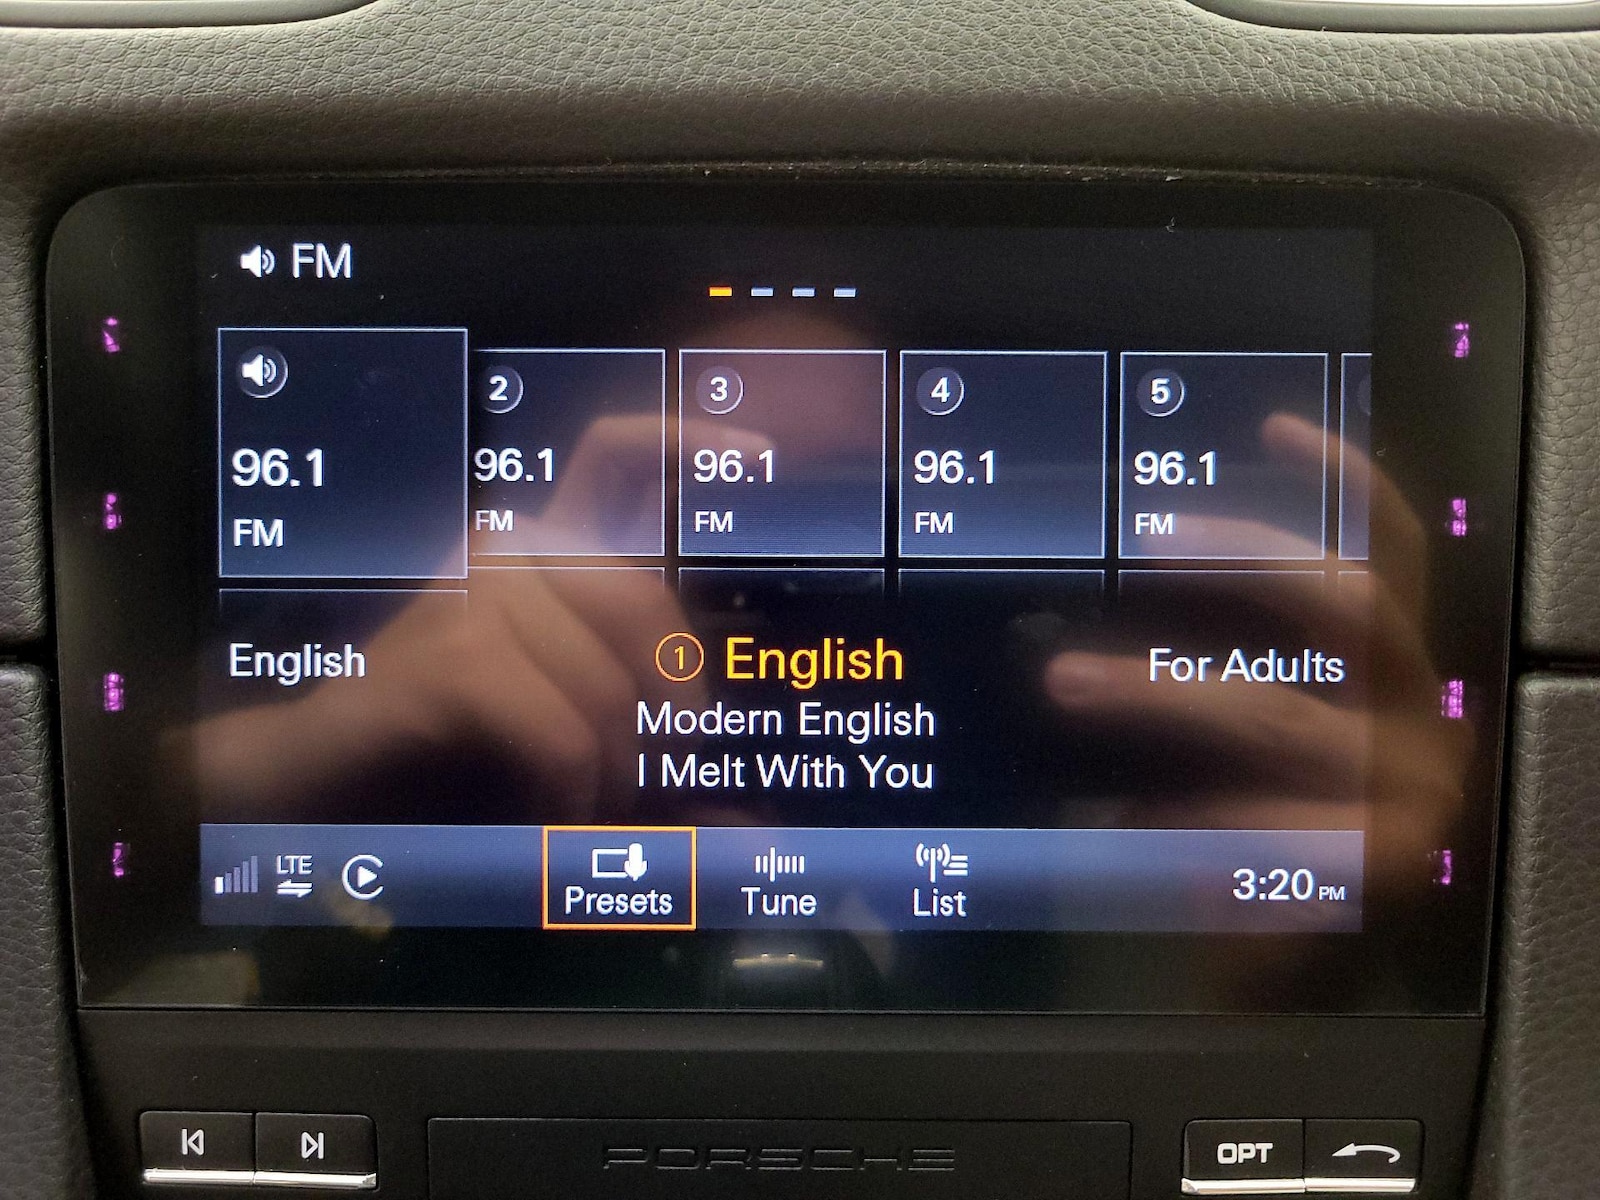 FM
2 3 4 5
96.1 96.1 96.1 96.1 96.1
FM FM FM FM FM
English 1 English For Adults
Modern English
I Melt With You
LTE Presets Tune List 3:20 PM
PORSCHE OPT